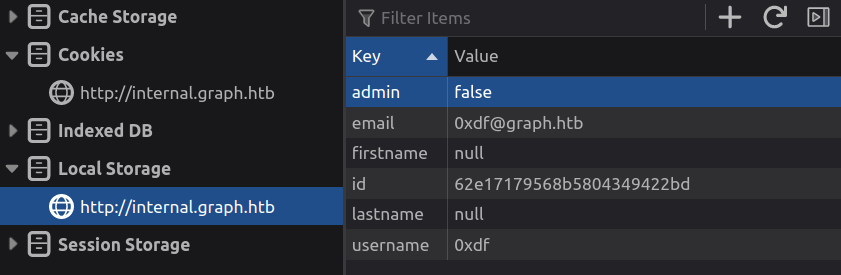 Cache Storage
Cookies
http://internal.graph.htb
Indexed DB
Local Storage
http://internal.graph.htb
Session Storage
Filter Items
Key Value
admin false
email 0xdf@graph.htb
firstname null
id 62e17179568b5804349422bd
lastname null
username 0xdf